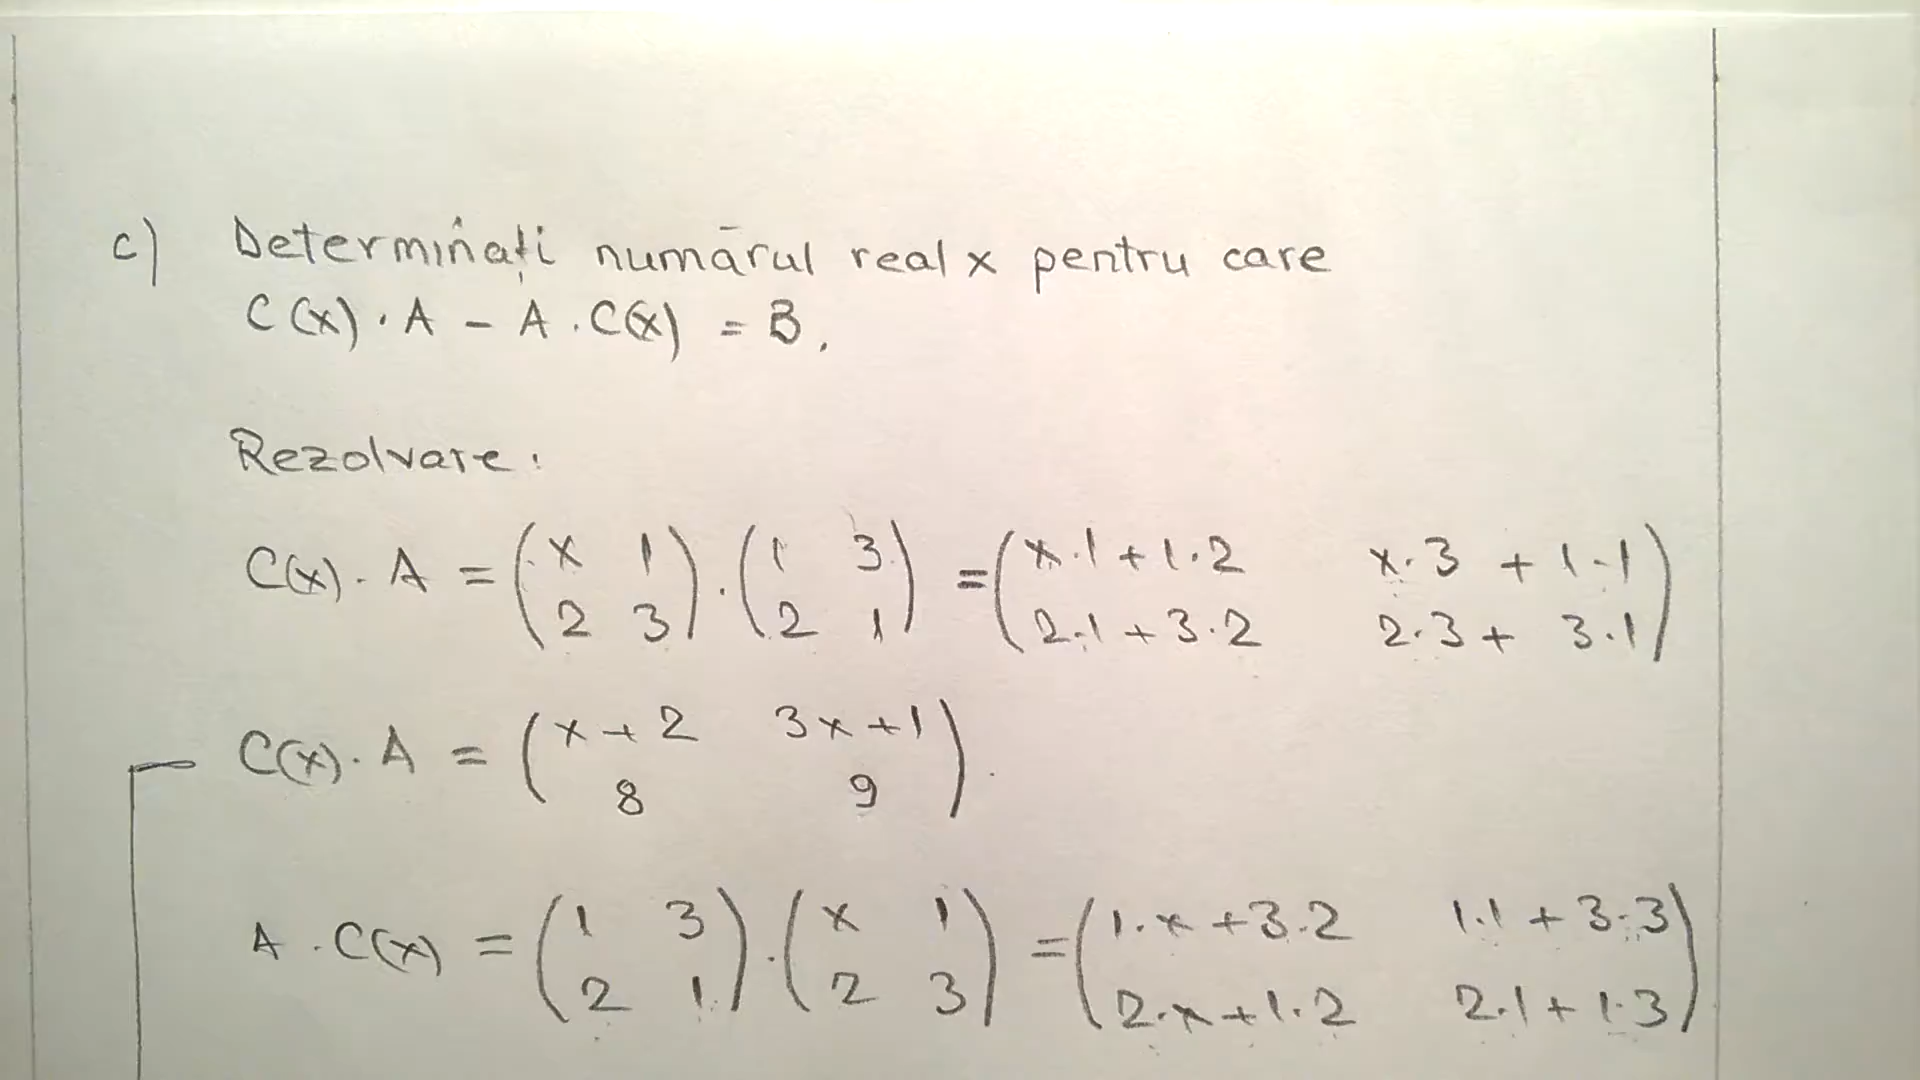 c) Determinați numărul real x pentru care
C(x) · A - A · C(x) = B.
Rezolvare:
C(x) · A = (x 1; 2 3) · (1 3; 2 1) = (x·1+1·2 x·3+1·1; 2·1+3·2 2·3+3·1)
C(x) · A = (x+2 3x+1; 8 9).
A · C(x) = (1 3; 2 1) · (x 1; 2 3) = (1·x+3·2 1·1+3·3; 2·x+1·2 2·1+1·3)